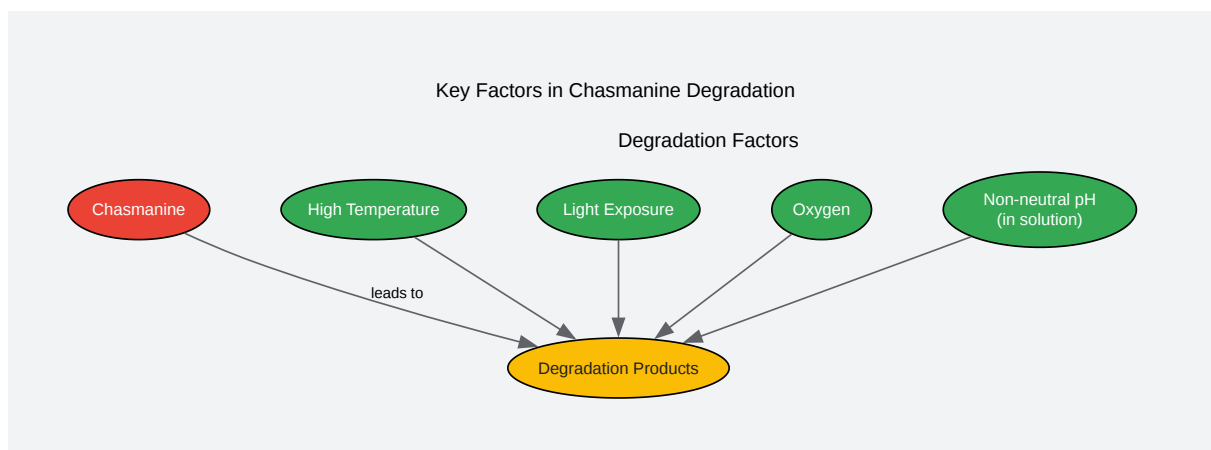 Key Factors in Chasmanine Degradation
Degradation Factors
Chasmanine
High Temperature
Light Exposure
Oxygen
Non-neutral pH
(in solution)
leads to
Degradation Products